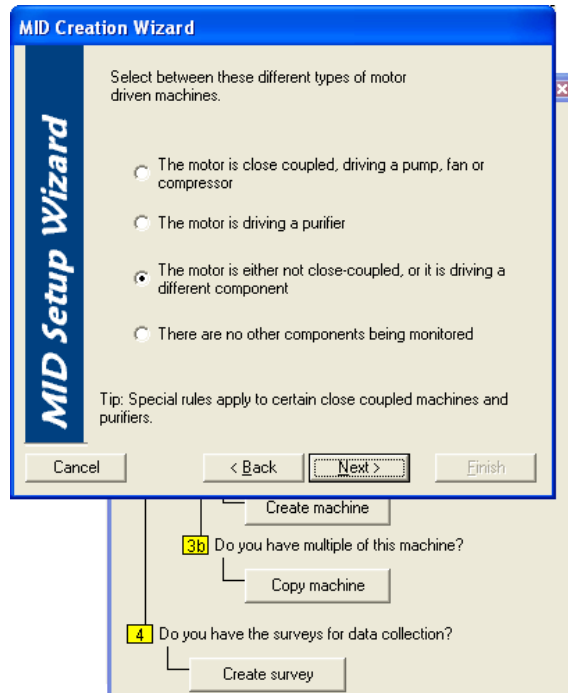 MID Creation Wizard
MID Setup Wizard
Select between these different types of motor
driven machines.
The motor is close coupled, driving a pump, fan or
compressor
The motor is driving a purifier
The motor is either not close-coupled, or it is driving a
different component
There are no other components being monitored
Tip: Special rules apply to certain close coupled machines and
purifiers.
Cancel
< Back
Next >
Finish
Create machine
3b Do you have multiple of this machine?
Copy machine
4 Do you have the surveys for data collection?
Create survey